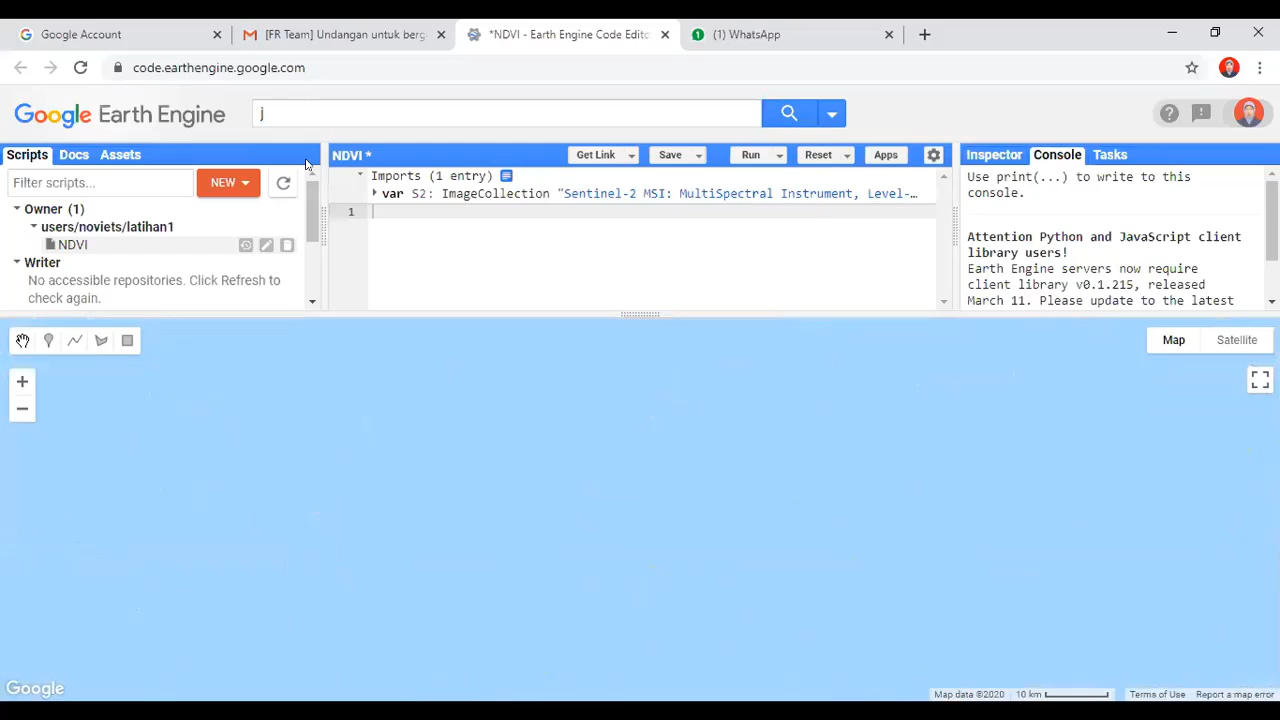 Google Account
[FR Team] Undangan untuk berg
*NDVI - Earth Engine Code Edito
(1) WhatsApp
code.earthengine.google.com
Google Earth Engine
j
Scripts
Docs
Assets
NDVI *
Get Link
Save
Run
Reset
Apps
Inspector
Console
Tasks
Filter scripts...
NEW
Owner (1)
users/noviets/latihan1
NDVI
Writer
No accessible repositories. Click Refresh to
check again.
Imports (1 entry)
var S2: ImageCollection "Sentinel-2 MSI: MultiSpectral Instrument, Level-…
1
Use print(...) to write to this
console.
Attention Python and JavaScript client
library users!
Earth Engine servers now require
client library v0.1.215, released
March 11. Please update to the latest
Map
Satellite
Google
Map data ©2020
10 km
Terms of Use
Report a map error